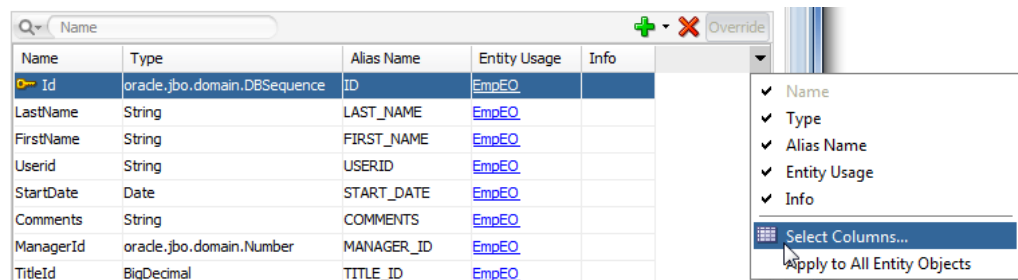 Name Override
Name Type Alias Name Entity Usage Info
Id oracle.jbo.domain.DBSequence ID EmpEO
LastName String LAST_NAME EmpEO
FirstName String FIRST_NAME EmpEO
Userid String USERID EmpEO
StartDate Date START_DATE EmpEO
Comments String COMMENTS EmpEO
ManagerId oracle.jbo.domain.Number MANAGER_ID EmpEO
TitleId BigDecimal TITLE_ID EmpEO
Name
Type
Alias Name
Entity Usage
Info
Select Columns...
Apply to All Entity Objects